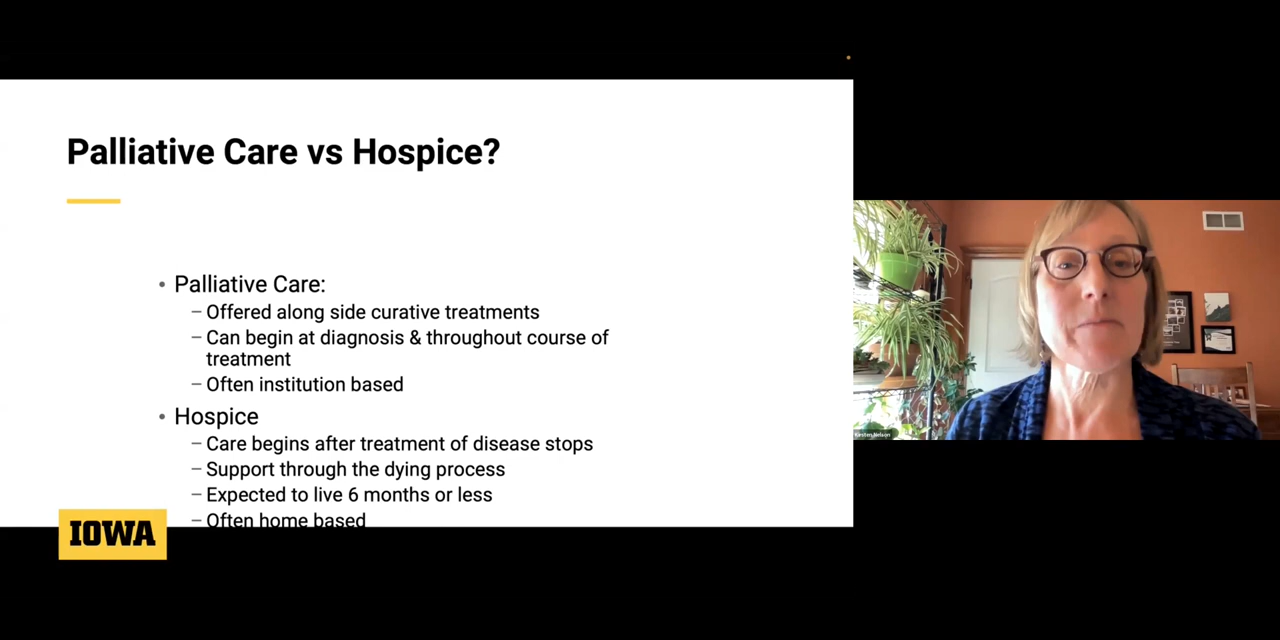 Palliative Care vs Hospice?
• Palliative Care:
– Offered along side curative treatments
– Can begin at diagnosis & throughout course of
treatment
– Often institution based
• Hospice
– Care begins after treatment of disease stops
– Support through the dying process
– Expected to live 6 months or less
– Often home based
IOWA
Kirsten Nelson